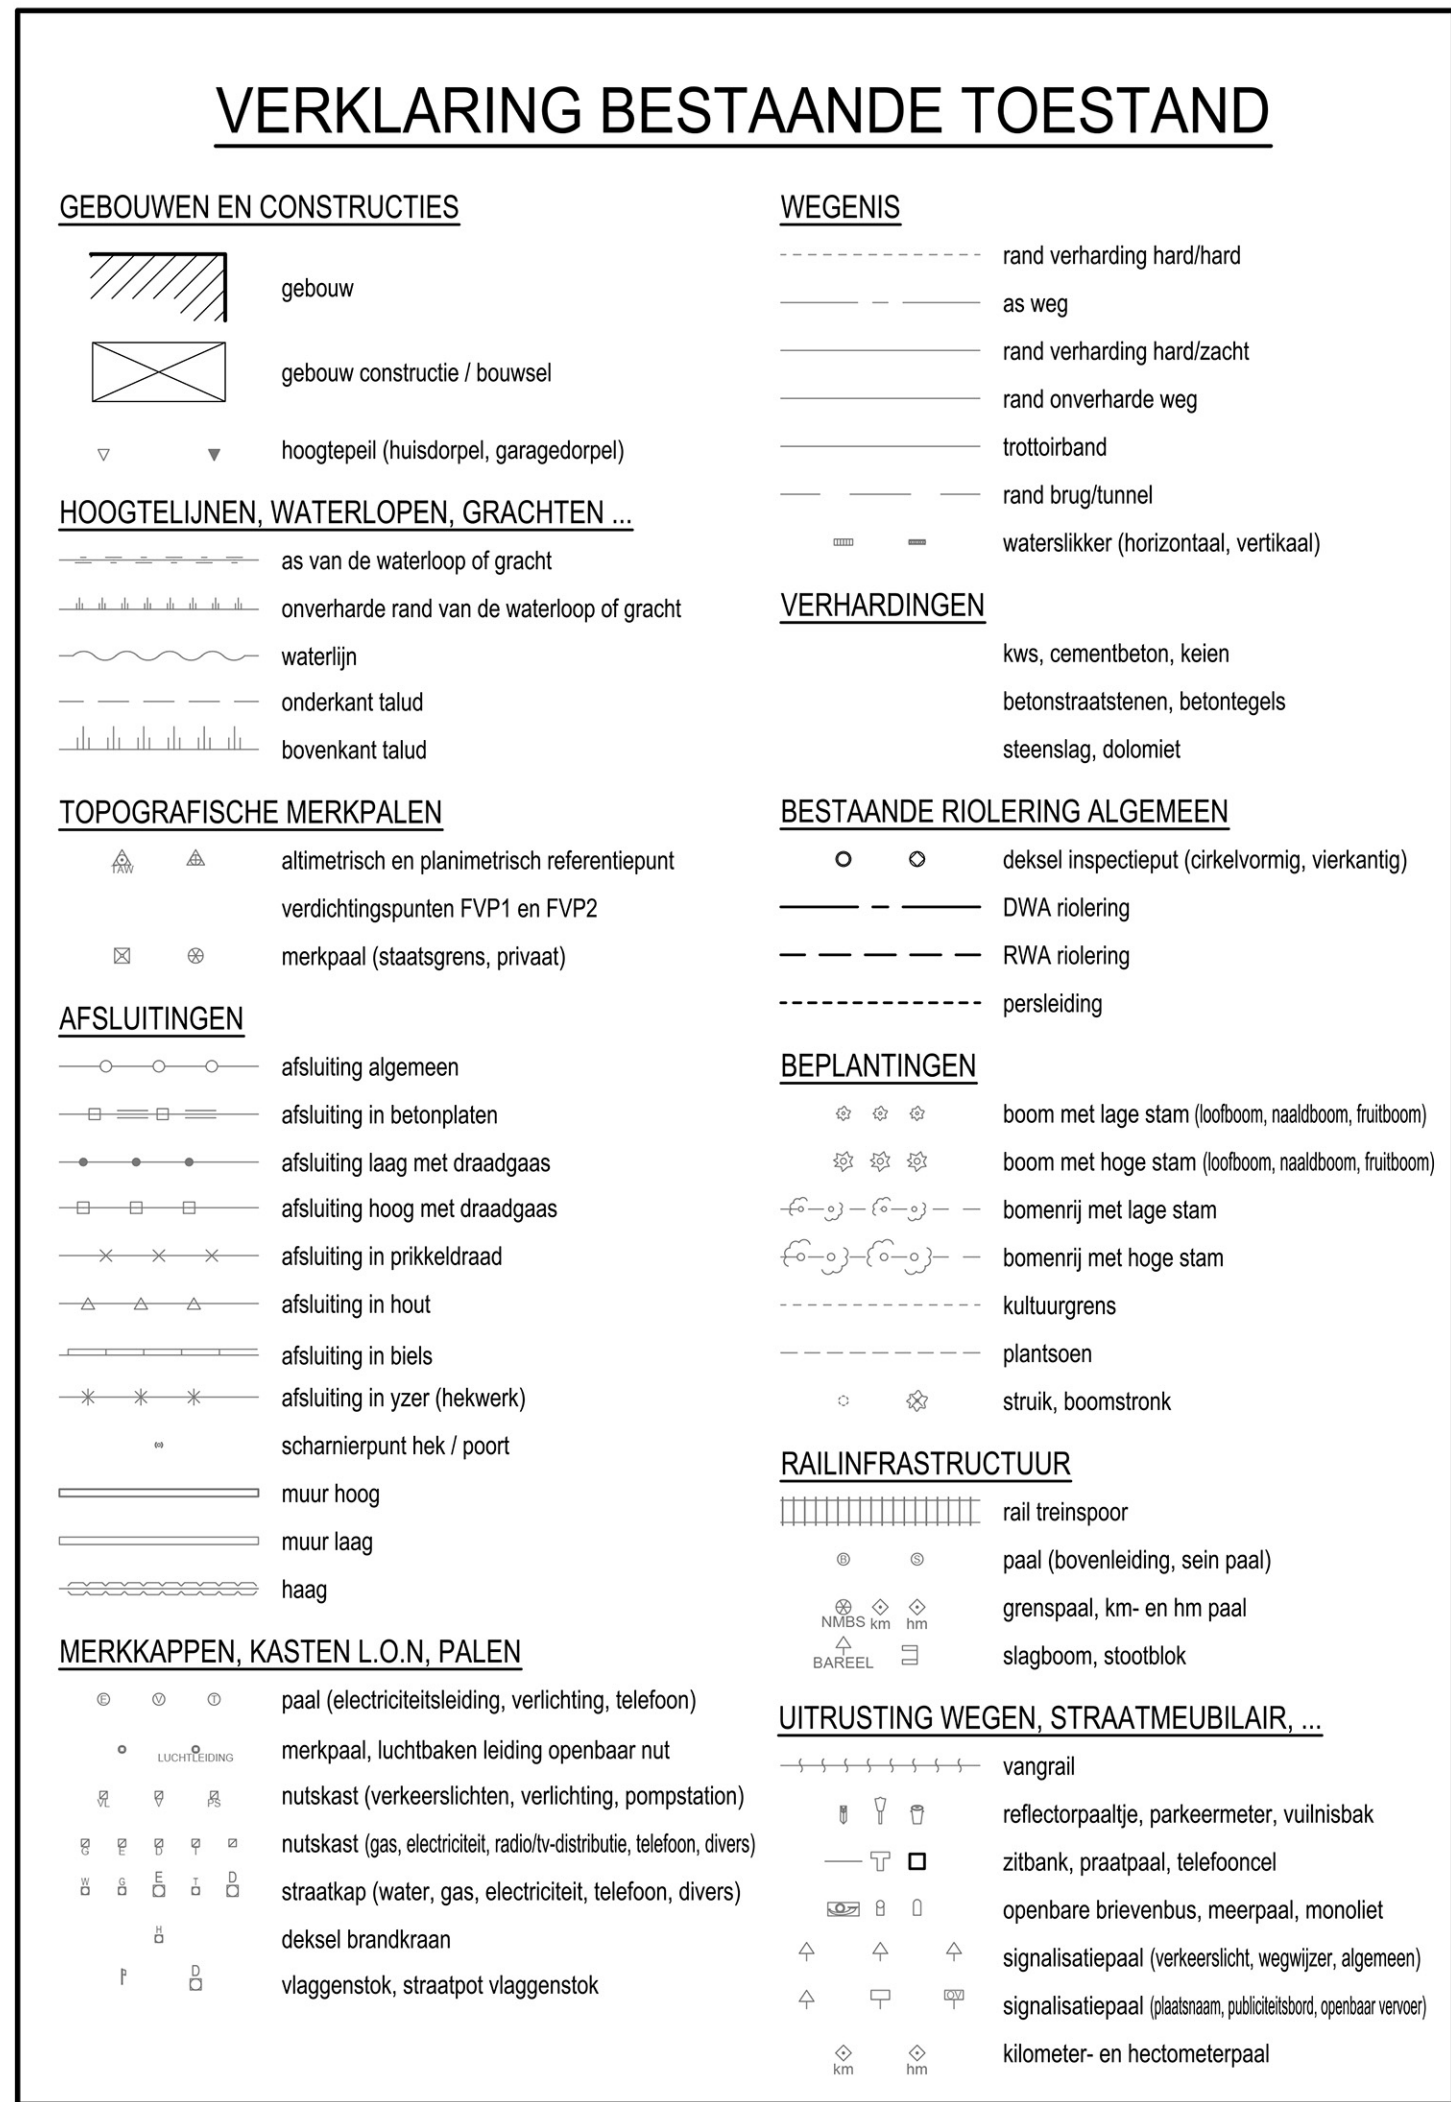 VERKLARING BESTAANDE TOESTAND
GEBOUWEN EN CONSTRUCTIES
gebouw
gebouw constructie / bouwsel
hoogtepeil (huisdorpel, garagedorpel)
HOOGTELIJNEN, WATERLOPEN, GRACHTEN ...
as van de waterloop of gracht
onverharde rand van de waterloop of gracht
waterlijn
onderkant talud
bovenkant talud
TOPOGRAFISCHE MERKPALEN
TAW
altimetrisch en planimetrisch referentiepunt
verdichtingspunten FVP1 en FVP2
merkpaal (staatsgrens, privaat)
AFSLUITINGEN
afsluiting algemeen
afsluiting in betonplaten
afsluiting laag met draadgaas
afsluiting hoog met draadgaas
afsluiting in prikkeldraad
afsluiting in hout
afsluiting in biels
afsluiting in yzer (hekwerk)
scharnierpunt hek / poort
muur hoog
muur laag
haag
MERKKAPPEN, KASTEN L.O.N, PALEN
E V T paal (electriciteitsleiding, verlichting, telefoon)
LUCHTLEIDING merkpaal, luchtbaken leiding openbaar nut
VL V PS nutskast (verkeerslichten, verlichting, pompstation)
G E D T nutskast (gas, electriciteit, radio/tv-distributie, telefoon, divers)
W G E T D straatkap (water, gas, electriciteit, telefoon, divers)
H deksel brandkraan
D vlaggenstok, straatpot vlaggenstok
WEGENIS
rand verharding hard/hard
as weg
rand verharding hard/zacht
rand onverharde weg
trottoirband
rand brug/tunnel
waterslikker (horizontaal, vertikaal)
VERHARDINGEN
kws, cementbeton, keien
betonstraatstenen, betontegels
steenslag, dolomiet
BESTAANDE RIOLERING ALGEMEEN
deksel inspectieput (cirkelvormig, vierkantig)
DWA riolering
RWA riolering
persleiding
BEPLANTINGEN
boom met lage stam (loofboom, naaldboom, fruitboom)
boom met hoge stam (loofboom, naaldboom, fruitboom)
bomenrij met lage stam
bomenrij met hoge stam
kultuurgrens
plantsoen
struik, boomstronk
RAILINFRASTRUCTUUR
rail treinspoor
B S paal (bovenleiding, sein paal)
NMBS km hm grenspaal, km- en hm paal
BAREEL slagboom, stootblok
UITRUSTING WEGEN, STRAATMEUBILAIR, ...
vangrail
reflectorpaaltje, parkeermeter, vuilnisbak
zitbank, praatpaal, telefooncel
openbare brievenbus, meerpaal, monoliet
signalisatiepaal (verkeerslicht, wegwijzer, algemeen)
OV signalisatiepaal (plaatsnaam, publiciteitsbord, openbaar vervoer)
km hm kilometer- en hectometerpaal